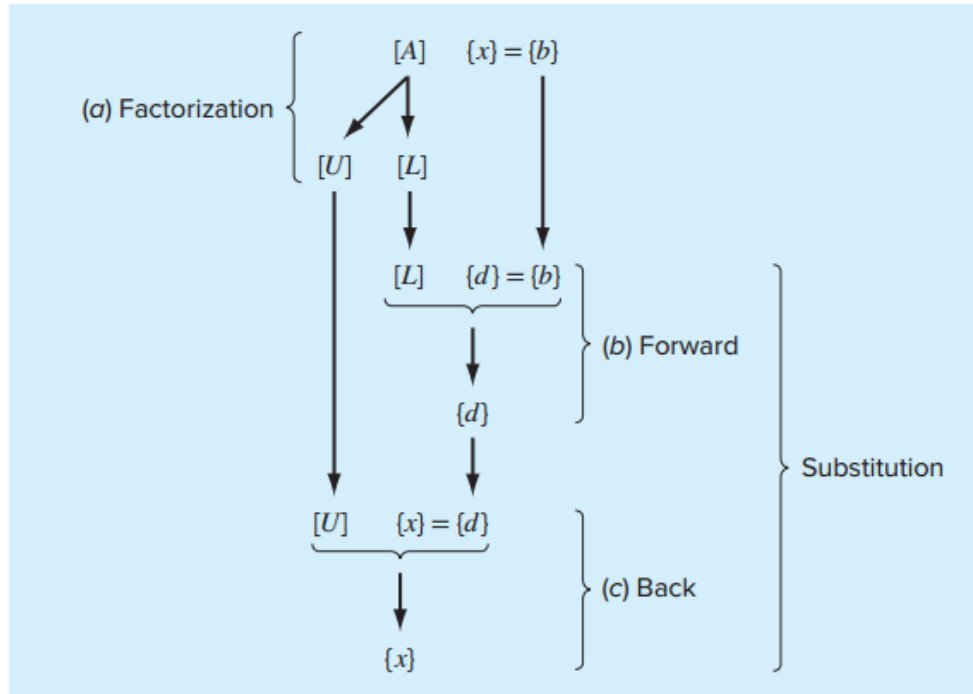 [A] {x} = {b}
(a) Factorization
[U] [L]
[L] {d} = {b}
(b) Forward
{d}
Substitution
[U] {x} = {d}
(c) Back
{x}